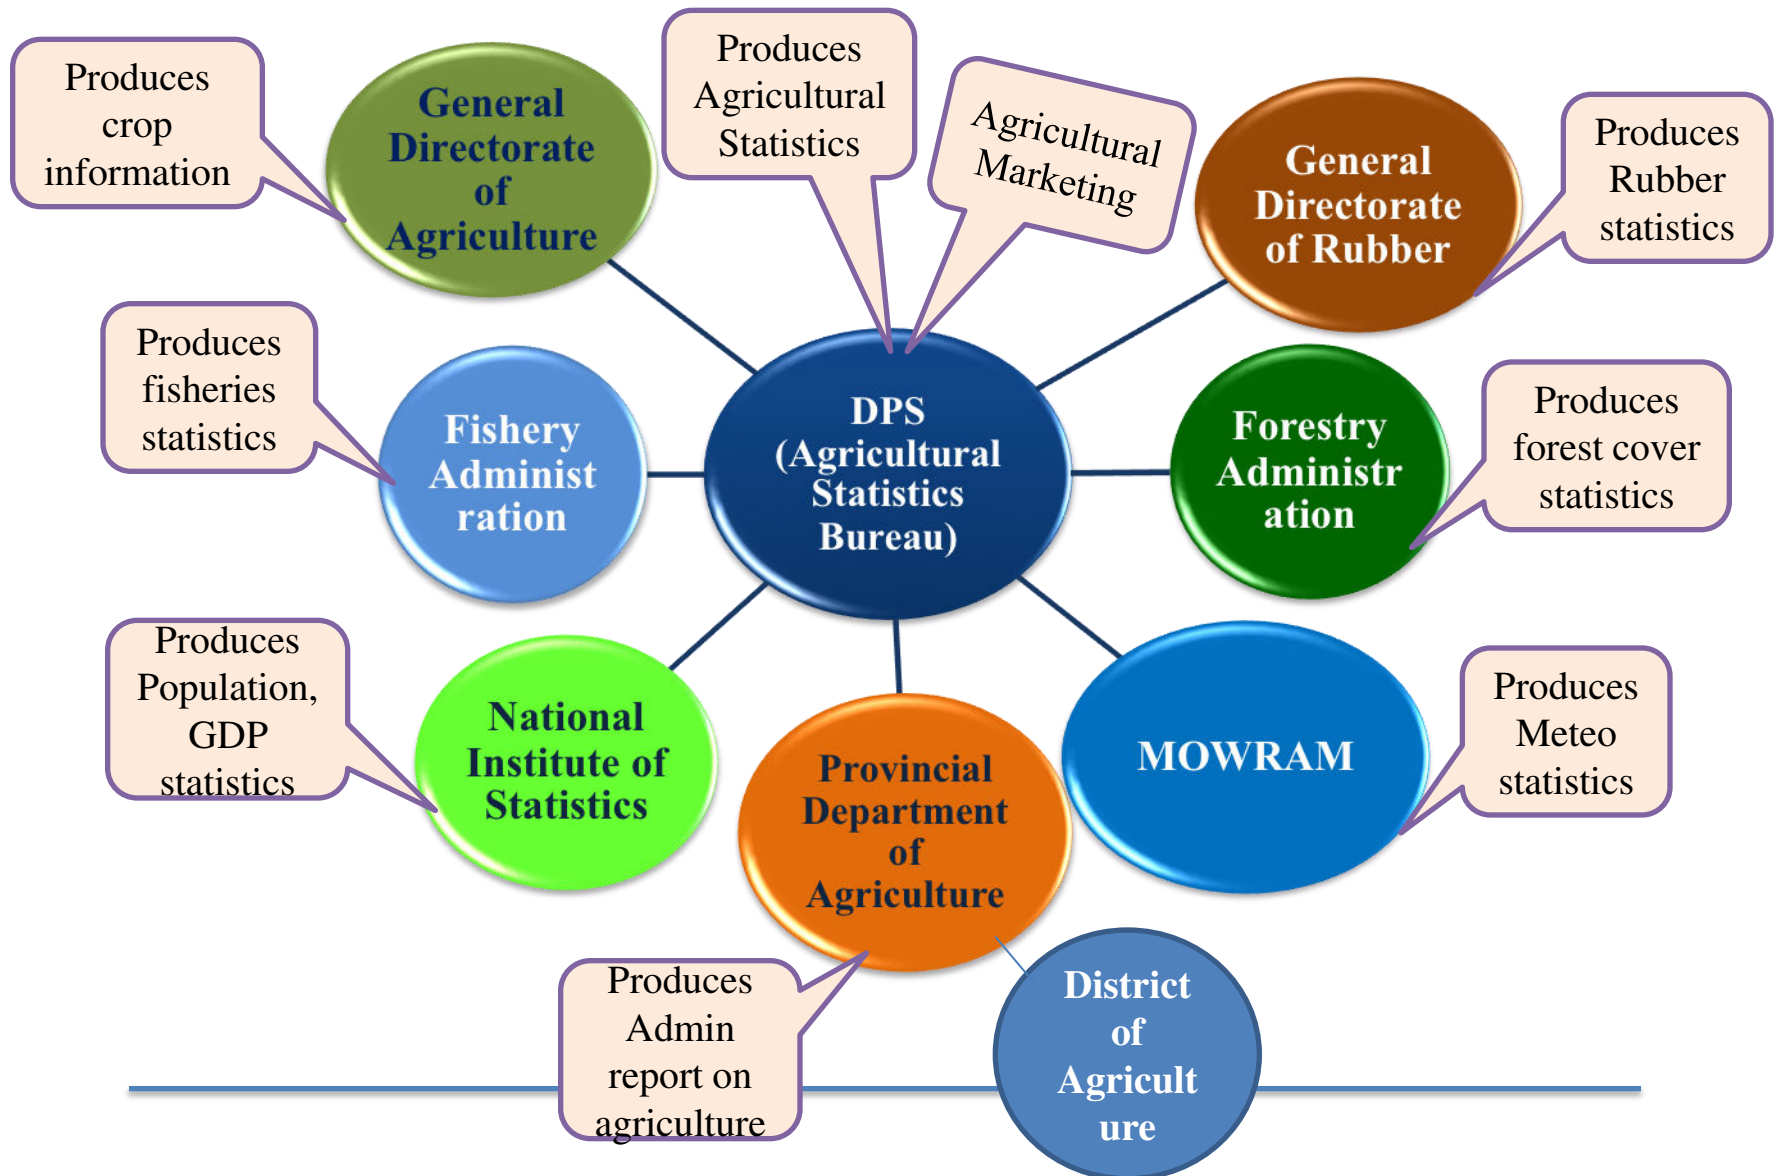 Produces
crop
information
General
Directorate
of
Agriculture
Produces
Agricultural
Statistics
Agricultural
Marketing
General
Directorate
of Rubber
Produces
Rubber
statistics
Produces
fisheries
statistics
Fishery
Administ
ration
DPS
(Agricultural
Statistics
Bureau)
Forestry
Administr
ation
Produces
forest cover
statistics
Produces
Population,
GDP
statistics
National
Institute of
Statistics
Provincial
Department
of
Agriculture
MOWRAM
Produces
Meteo
statistics
Produces
Admin
report on
agriculture
District
of
Agricult
ure